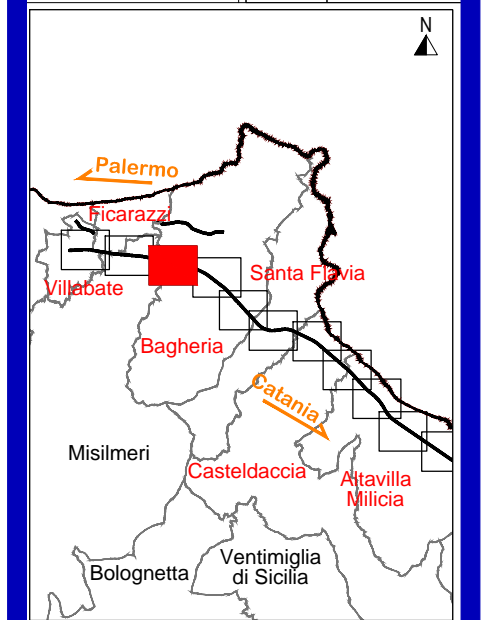 N
Palermo
Ficarazzi
Santa Flavia
Villabate
Bagheria
Catania
Misilmeri
Casteldaccia
Altavilla
Milicia
Ventimiglia
di Sicilia
Bolognetta